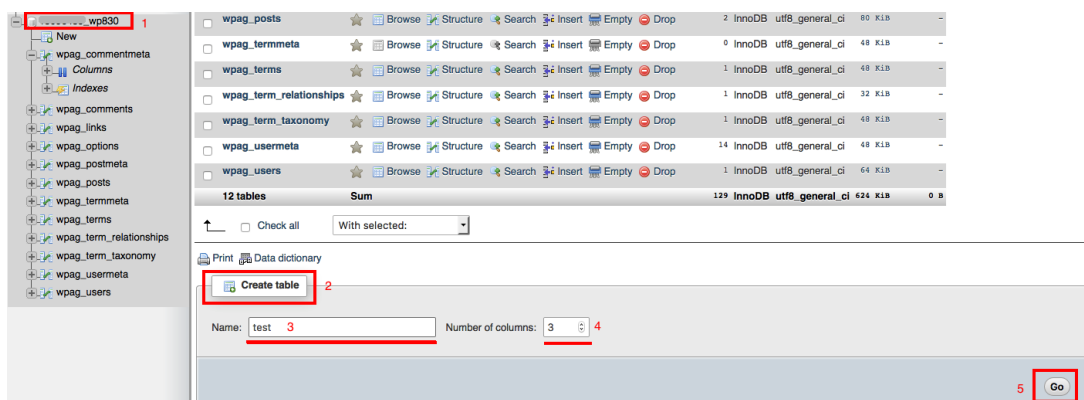 _wp830 1
New
wpag_commentmeta
Columns
Indexes
wpag_comments
wpag_links
wpag_options
wpag_postmeta
wpag_posts
wpag_termmeta
wpag_terms
wpag_term_relationships
wpag_term_taxonomy
wpag_usermeta
wpag_users
wpag_posts Browse Structure Search Insert Empty Drop 2 InnoDB utf8_general_ci 80 KiB -
wpag_termmeta Browse Structure Search Insert Empty Drop 0 InnoDB utf8_general_ci 48 KiB -
wpag_terms Browse Structure Search Insert Empty Drop 1 InnoDB utf8_general_ci 48 KiB -
wpag_term_relationships Browse Structure Search Insert Empty Drop 1 InnoDB utf8_general_ci 32 KiB -
wpag_term_taxonomy Browse Structure Search Insert Empty Drop 1 InnoDB utf8_general_ci 48 KiB -
wpag_usermeta Browse Structure Search Insert Empty Drop 14 InnoDB utf8_general_ci 48 KiB -
wpag_users Browse Structure Search Insert Empty Drop 1 InnoDB utf8_general_ci 64 KiB -
12 tables Sum 129 InnoDB utf8_general_ci 624 KiB 0 B
Check all With selected:
Print Data dictionary
Create table 2
Name: test 3 Number of columns: 3 4
5 Go